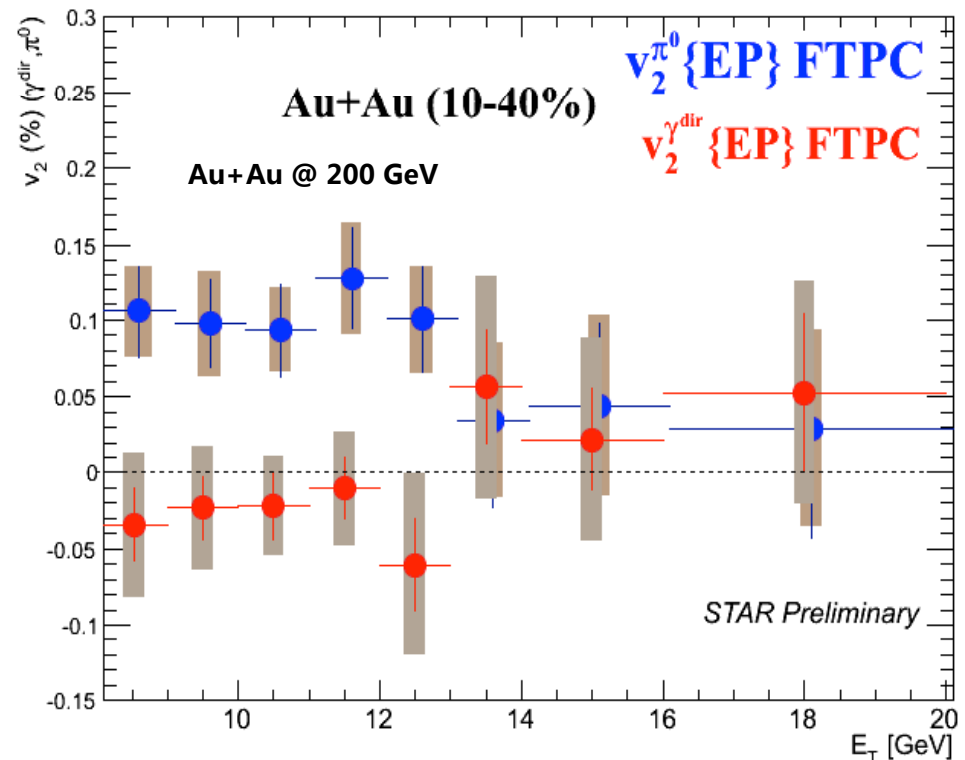 v₂ (%) (γᵈⁱʳ,π⁰)
0.3
0.25
0.2
0.15
0.1
0.05
0
-0.05
-0.1
-0.15
v₂^π⁰{EP} FTPC
Au+Au (10-40%)
v₂^γᵈⁱʳ{EP} FTPC
Au+Au @ 200 GeV
STAR Preliminary
10 12 14 16 18 20
E_T [GeV]